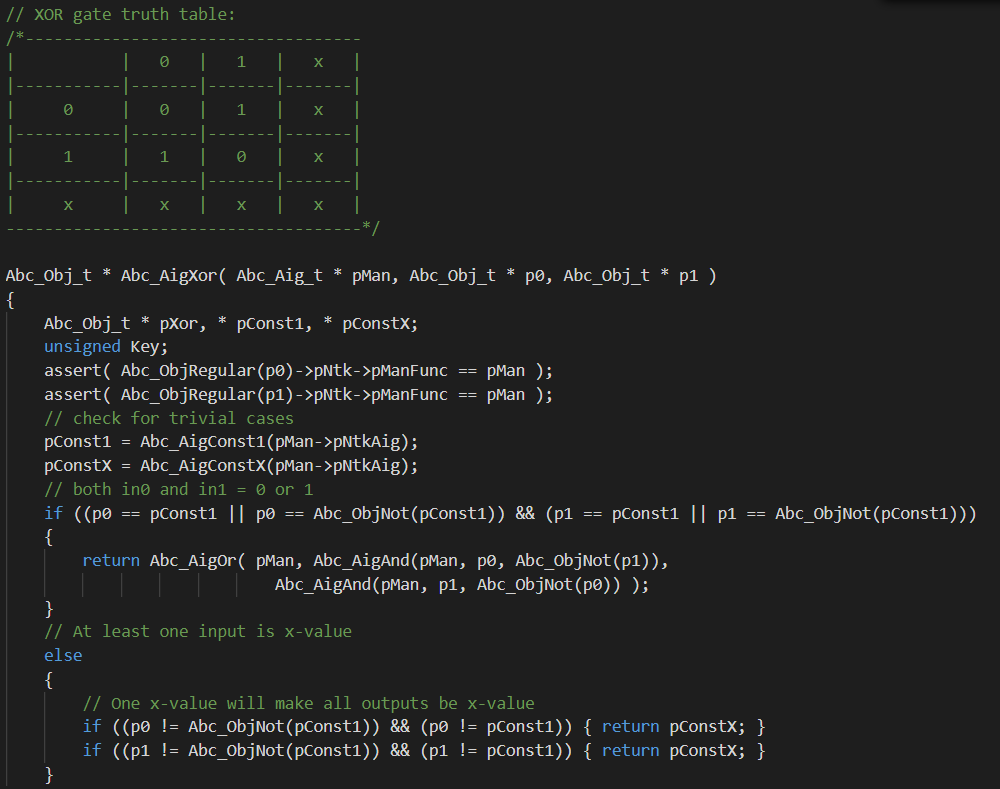 // XOR gate truth table:
/*-----------------------------------
|           |   0   |   1   |   x   |
|-----------|-------|-------|-------|
|     0     |   0   |   1   |   x   |
|-----------|-------|-------|-------|
|     1     |   1   |   0   |   x   |
|-----------|-------|-------|-------|
|     x     |   x   |   x   |   x   |
-------------------------------------*/

Abc_Obj_t * Abc_AigXor( Abc_Aig_t * pMan, Abc_Obj_t * p0, Abc_Obj_t * p1 )
{
    Abc_Obj_t * pXor, * pConst1, * pConstX;
    unsigned Key;
    assert( Abc_ObjRegular(p0)->pNtk->pManFunc == pMan );
    assert( Abc_ObjRegular(p1)->pNtk->pManFunc == pMan );
    // check for trivial cases
    pConst1 = Abc_AigConst1(pMan->pNtkAig);
    pConstX = Abc_AigConstX(pMan->pNtkAig);
    // both in0 and in1 = 0 or 1
    if ((p0 == pConst1 || p0 == Abc_ObjNot(pConst1)) && (p1 == pConst1 || p1 == Abc_ObjNot(pConst1)))
    {
        return Abc_AigOr( pMan, Abc_AigAnd(pMan, p0, Abc_ObjNot(p1)),
                            Abc_AigAnd(pMan, p1, Abc_ObjNot(p0)) );
    }
    // At least one input is x-value
    else
    {
        // One x-value will make all outputs be x-value
        if ((p0 != Abc_ObjNot(pConst1)) && (p0 != pConst1)) { return pConstX; }
        if ((p1 != Abc_ObjNot(pConst1)) && (p1 != pConst1)) { return pConstX; }
    }